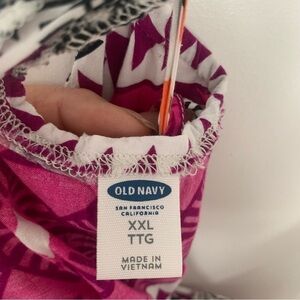 OLD NAVY
SAN FRANCISCO
CALIFORNIA
XXL
TTG
MADE IN
VIETNAM